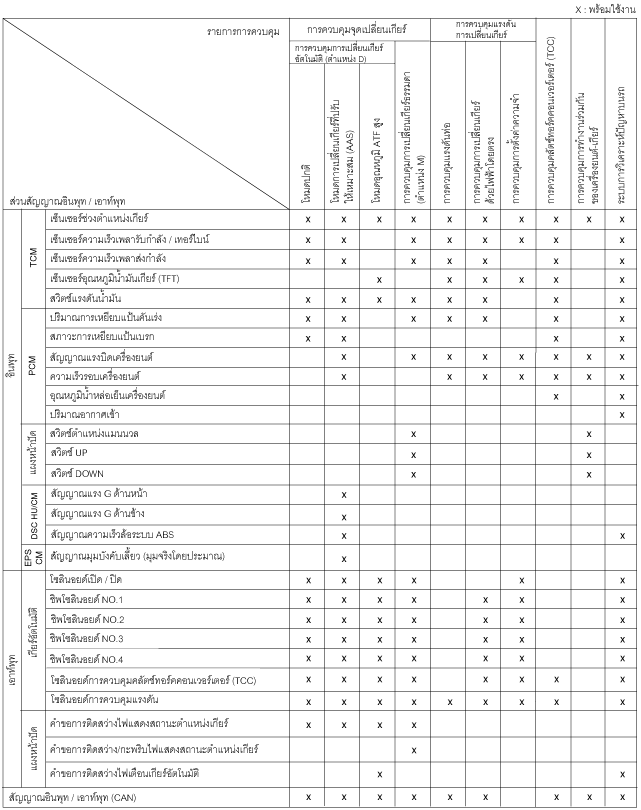 X : พร้อมใช้งาน
รายการการควบคุม
การควบคุมจุดเปลี่ยนเกียร์
การควบคุมแรงดัน
การเปลี่ยนเกียร์
การควบคุมการเปลี่ยนเกียร์
อัตโนมัติ (ตำแหน่ง D)
โหมดปกติ
โหมดการเปลี่ยนเกียร์ที่ปรับ
ให้เหมาะสม (AAS)
โหมดอุณหภูมิ ATF สูง
การควบคุมการเปลี่ยนเกียร์ธรรมดา
(ตำแหน่ง M)
การควบคุมแรงดันท่อ
การควบคุมการเปลี่ยนเกียร์
ด้วยไฟฟ้าโดยตรง
การควบคุมการตั้งค่าความจำ
การควบคุมคลัตช์ทอร์คคอนเวอร์เตอร์ (TCC)
การควบคุมการทำงานร่วมกัน
ของเครื่องยนต์-เกียร์
ระบบการวิเคราะห์ปัญหาบนรถ
ส่วนสัญญาณอินพุท / เอาท์พุท
อินพุท
TCM
เซ็นเซอร์ช่วงตำแหน่งเกียร์ X X X X X X X X X X
เซ็นเซอร์ความเร็วเพลารับกำลัง / เทอร์ไบน์ X X X X X X X X
เซ็นเซอร์ความเร็วเพลาส่งกำลัง X X X X X X X
เซ็นเซอร์อุณหภูมิน้ำมันเกียร์ (TFT) X X X X X X
สวิตช์แรงดันน้ำมัน X X X X X X X X
PCM
ปริมาณการเหยียบแป้นคันเร่ง X X X X X X X
สภาวะการเหยียบแป้นเบรก X X X X
สัญญาณแรงบิดเครื่องยนต์ X X X X X X X X
ความเร็วรอบเครื่องยนต์ X X X X X X X
อุณหภูมิน้ำหล่อเย็นเครื่องยนต์ X X
ปริมาณอากาศเข้า X
แผงหน้าปัด
สวิตช์ตำแหน่งแมนนวล X X
สวิตช์ UP X X
สวิตช์ DOWN X X
DSC HU/CM
สัญญาณแรง G ด้านหน้า X
สัญญาณแรง G ด้านข้าง X
สัญญาณความเร็วล้อระบบ ABS X X
EPS
CM
สัญญาณมุมบังคับเลี้ยว (มุมจริงโดยประมาณ) X
เอาท์พุท
เกียร์อัตโนมัติ
โซลินอยด์เปิด / ปิด X X X X X X
ชิพโซลินอยด์ NO.1 X X X X X X X
ชิพโซลินอยด์ NO.2 X X X X X X X
ชิพโซลินอยด์ NO.3 X X X X X X X
ชิพโซลินอยด์ NO.4 X X X X X X X
โซลินอยด์การควบคุมคลัตช์ทอร์คคอนเวอร์เตอร์ (TCC) X X X X X X X X
โซลินอยด์การควบคุมแรงดัน X X X X X X X X X
แผงหน้าปัด
คำขอการติดสว่างไฟแสดงสถานะตำแหน่งเกียร์ X X X X
คำขอการติดสว่าง/กะพริบไฟแสดงสถานะตำแหน่งเกียร์ X
คำขอการติดสว่างไฟเตือนเกียร์อัตโนมัติ X X
สัญญาณอินพุท / เอาท์พุท (CAN) X X X X X X X X X